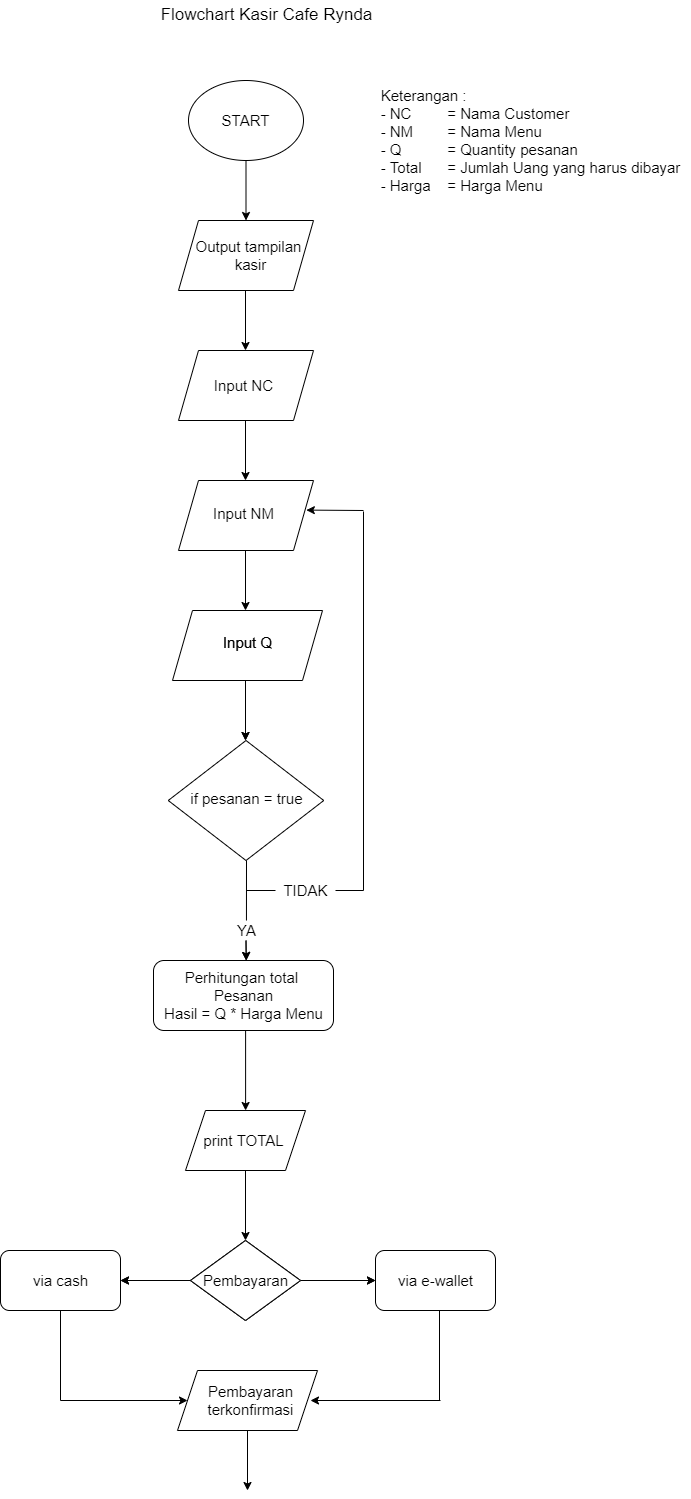 Flowchart Kasir Cafe Rynda
START
Keterangan :
- NC = Nama Customer
- NM = Nama Menu
- Q = Quantity pesanan
- Total = Jumlah Uang yang harus dibayar
- Harga = Harga Menu
Output tampilan
kasir
Input NC
Input NM
Input Q
if pesanan = true
TIDAK
YA
Perhitungan total
Pesanan
Hasil = Q * Harga Menu
print TOTAL
via cash
Pembayaran
via e-wallet
Pembayaran
terkonfirmasi